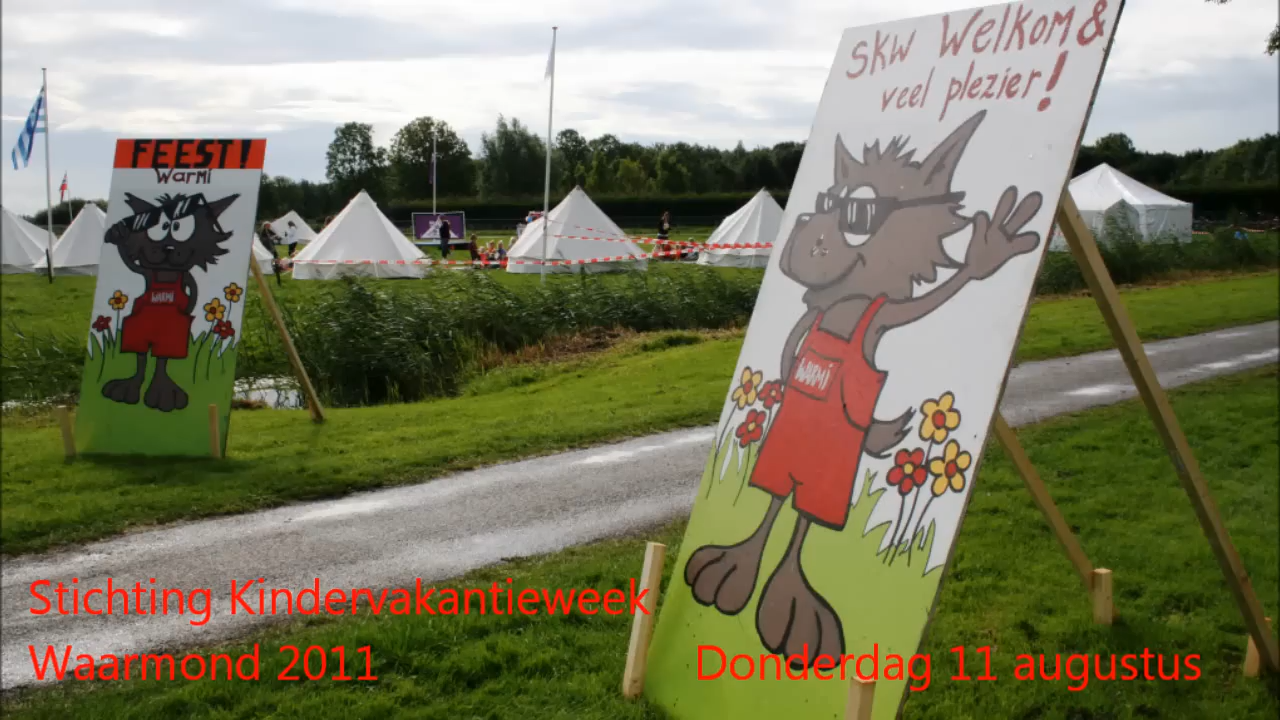 SKW Welkom &
veel plezier!
FEEST!
Warmi
WARMI
WARMI
Stichting Kindervakantieweek
Waarmond 2011
Donderdag 11 augustus